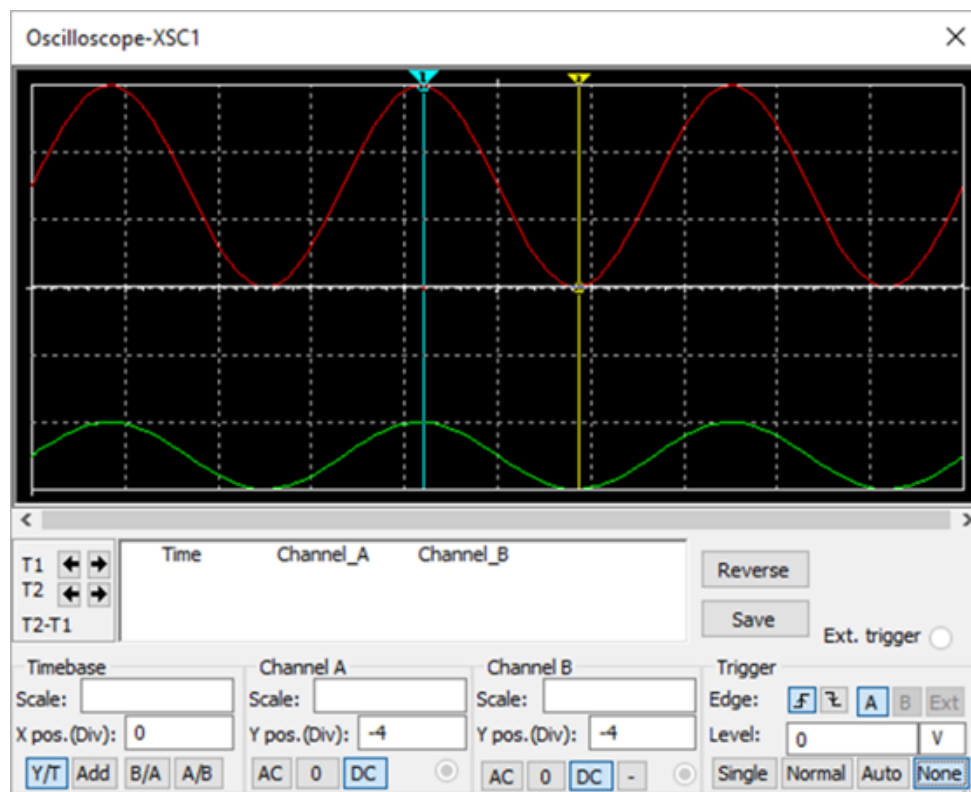 Oscilloscope-XSC1
1
Time Channel_A Channel_B
T1
T2
T2-T1
Reverse
Save
Ext. trigger
Timebase Channel A Channel B Trigger
Scale: Scale: Scale: Edge: A B Ext
X pos.(Div): 0 Y pos.(Div): -4 Y pos.(Div): -4 Level: 0 V
Y/T Add B/A A/B AC 0 DC AC 0 DC - Single Normal Auto None